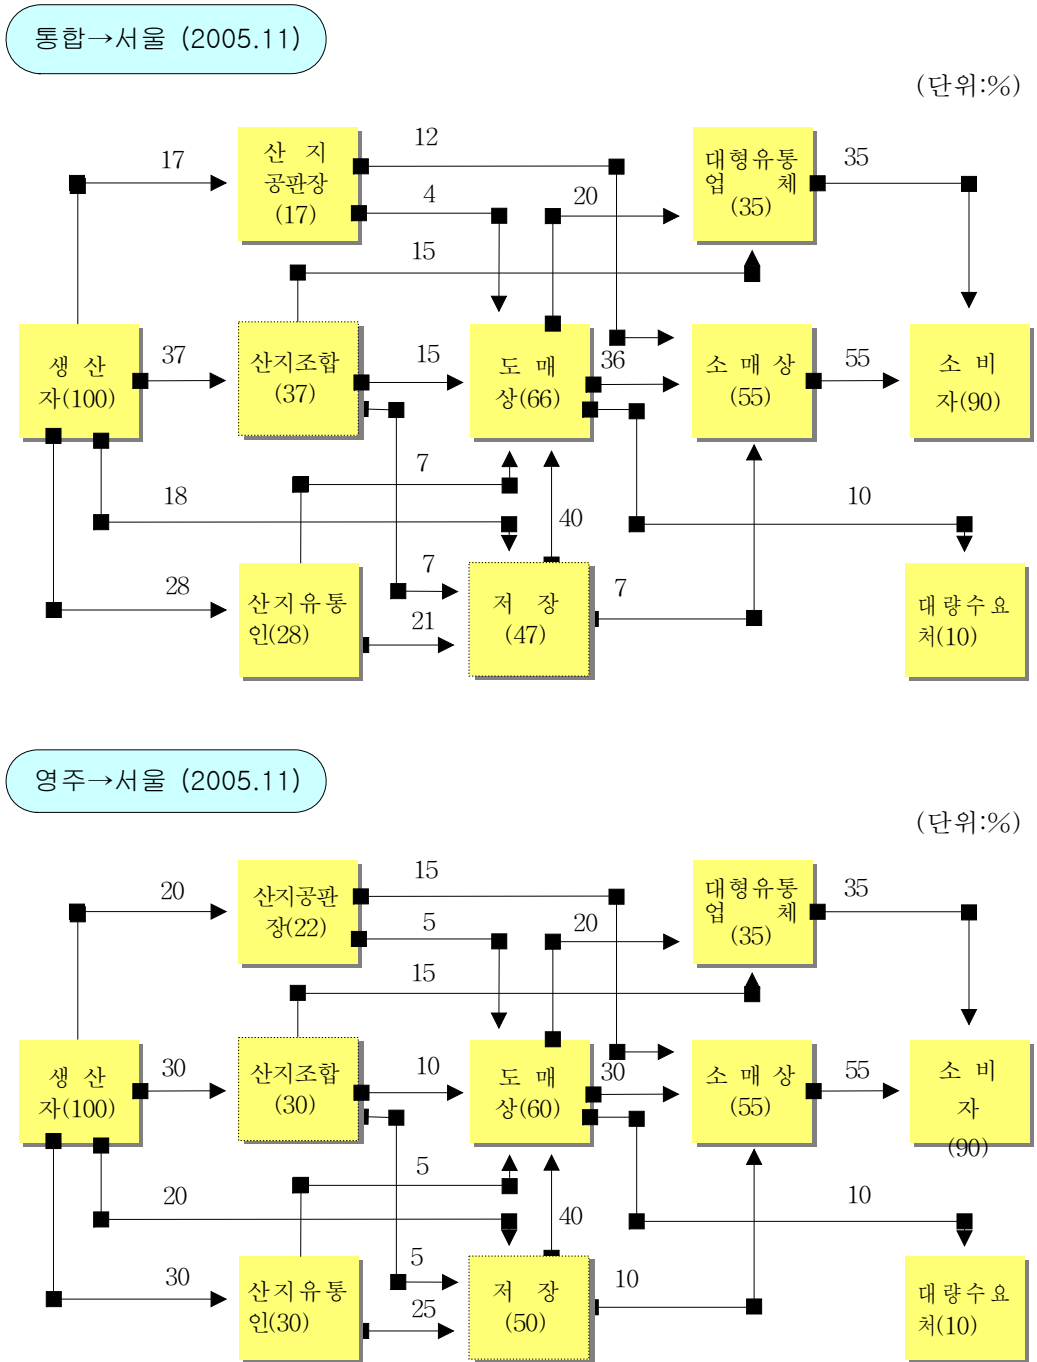 통합→서울 (2005.11)
(단위:%)
17
산 지
공판장
(17)
12
4
15
20
대형유통
업 체
(35)
35
생 산
자(100)
37
산지조합
(37)
15
도 매
상(66)
36
소 매 상
(55)
55
소 비
자(90)
7
18
40
10
28
산지유통
인(28)
7
21
저 장
(47)
7
대량수요
처(10)
영주→서울 (2005.11)
(단위:%)
20
산지공판
장(22)
15
5
15
20
대형유통
업 체
(35)
35
생 산
자(100)
30
산지조합
(30)
10
도 매
상(60)
30
소 매 상
(55)
55
소 비
자
(90)
5
20
40
10
30
산지유통
인(30)
5
25
저 장
(50)
10
대량수요
처(10)